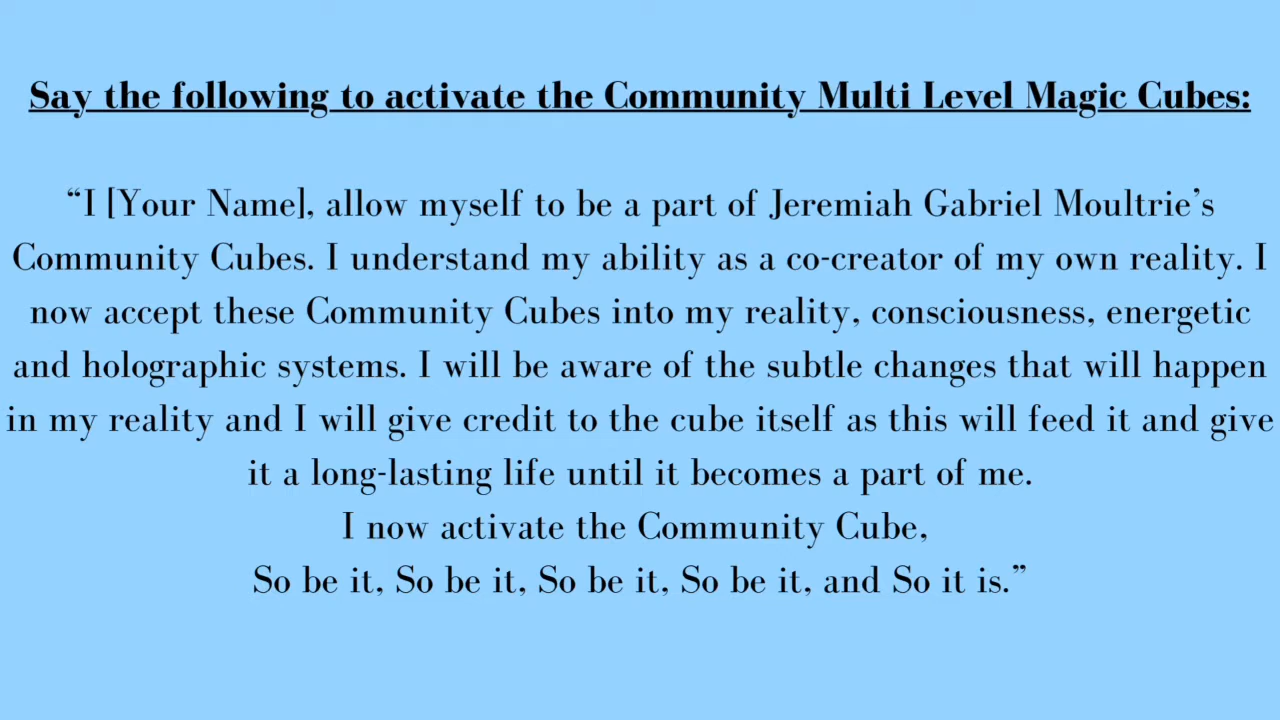 Say the following to activate the Community Multi Level Magic Cubes:
“I [Your Name], allow myself to be a part of Jeremiah Gabriel Moultrie’s
Community Cubes. I understand my ability as a co-creator of my own reality. I
now accept these Community Cubes into my reality, consciousness, energetic
and holographic systems. I will be aware of the subtle changes that will happen
in my reality and I will give credit to the cube itself as this will feed it and give
it a long-lasting life until it becomes a part of me.
I now activate the Community Cube,
So be it, So be it, So be it, So be it, and So it is.”